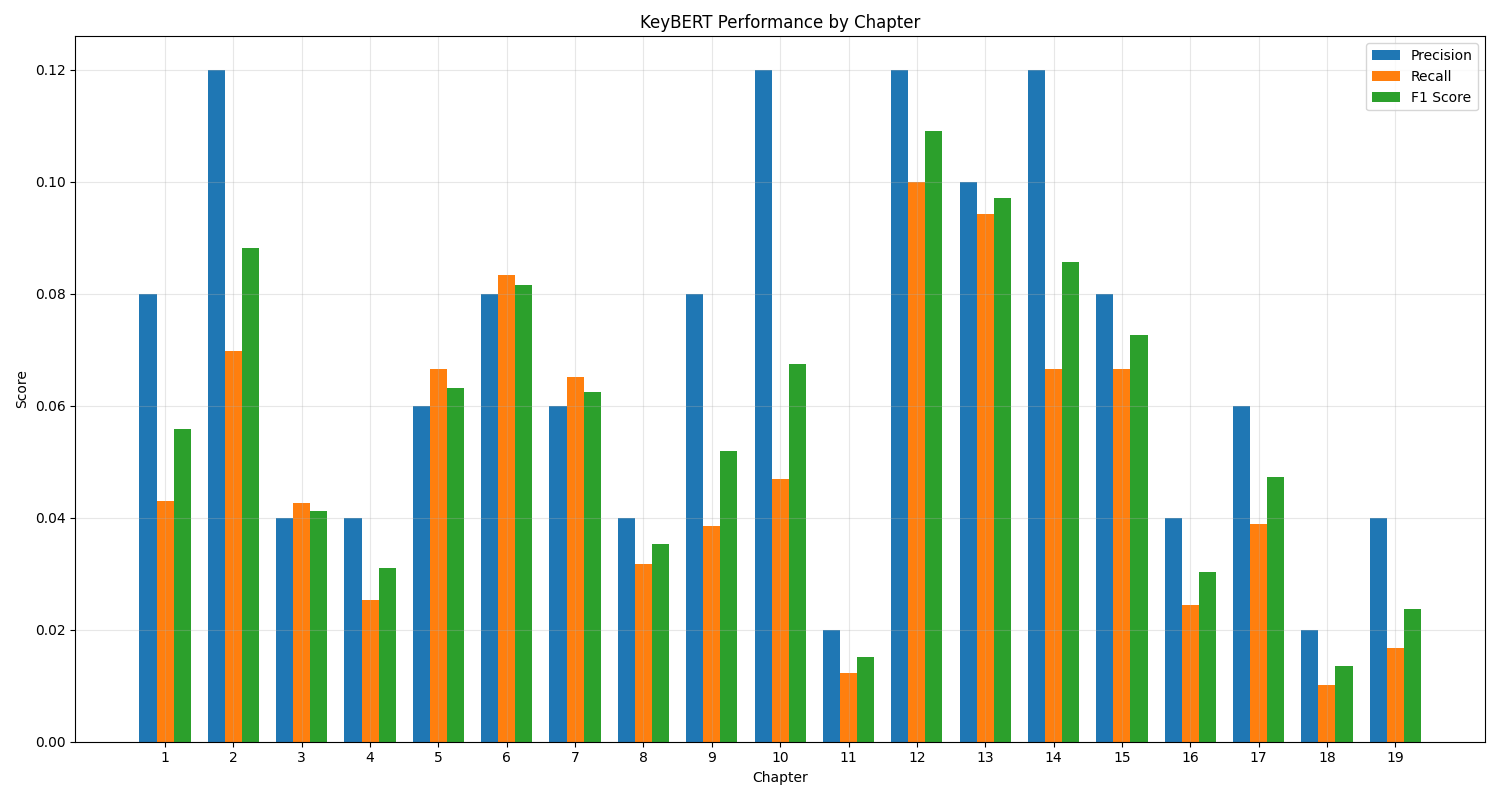 KeyBERT Performance by Chapter
Precision
Recall
F1 Score
0.12
0.10
0.08
0.06
0.04
0.02
0.00
Score
1 2 3 4 5 6 7 8 9 10 11 12 13 14 15 16 17 18 19
Chapter